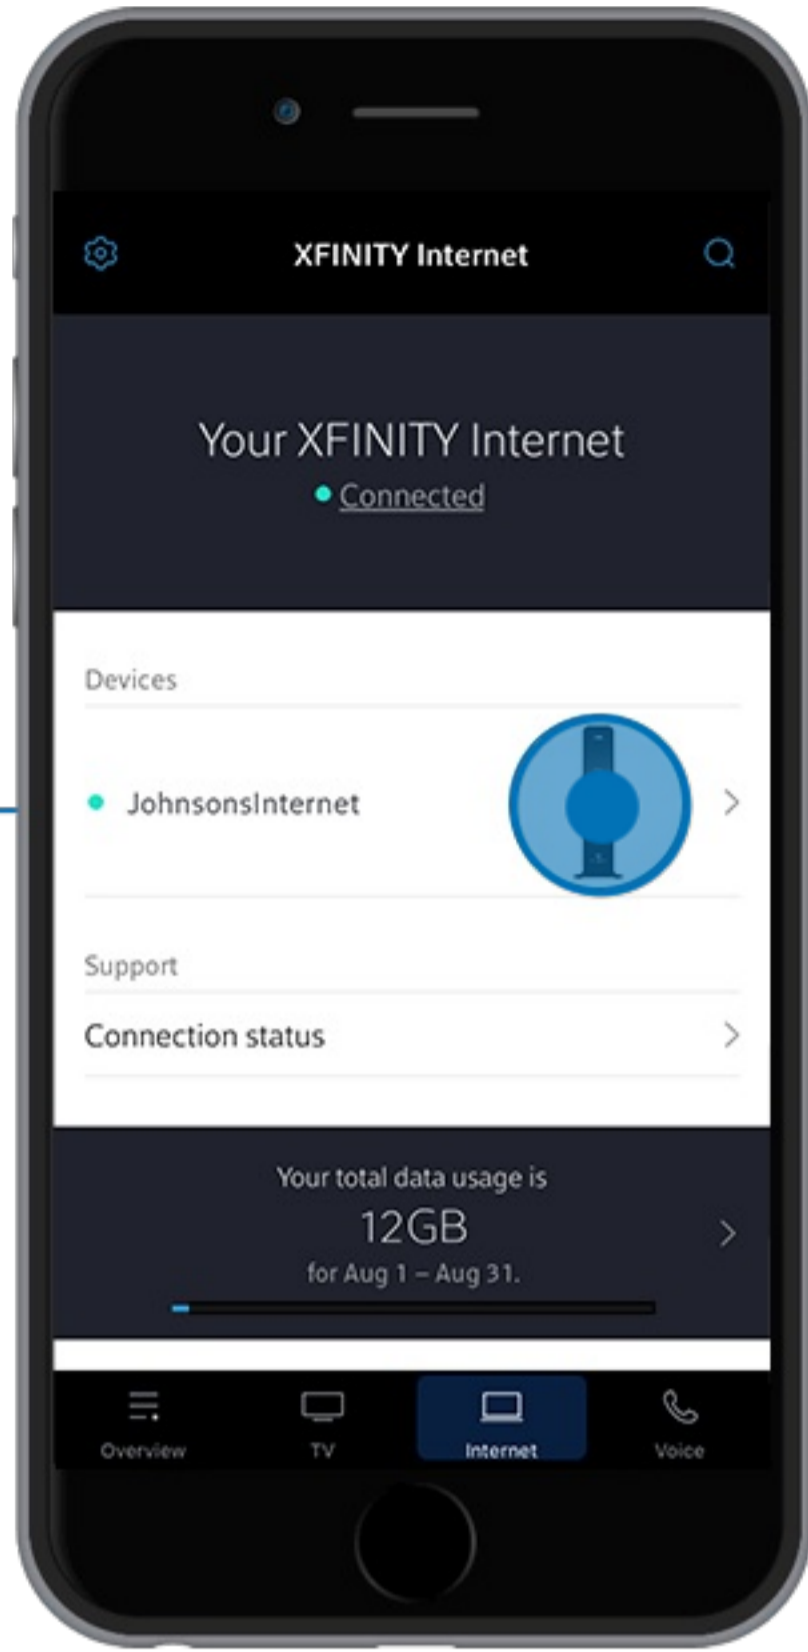 XFINITY Internet
Your XFINITY Internet
Connected
Devices
JohnsonsInternet
Support
Connection status
Your total data usage is
12GB
for Aug 1 – Aug 31.
Overview TV Internet Voice